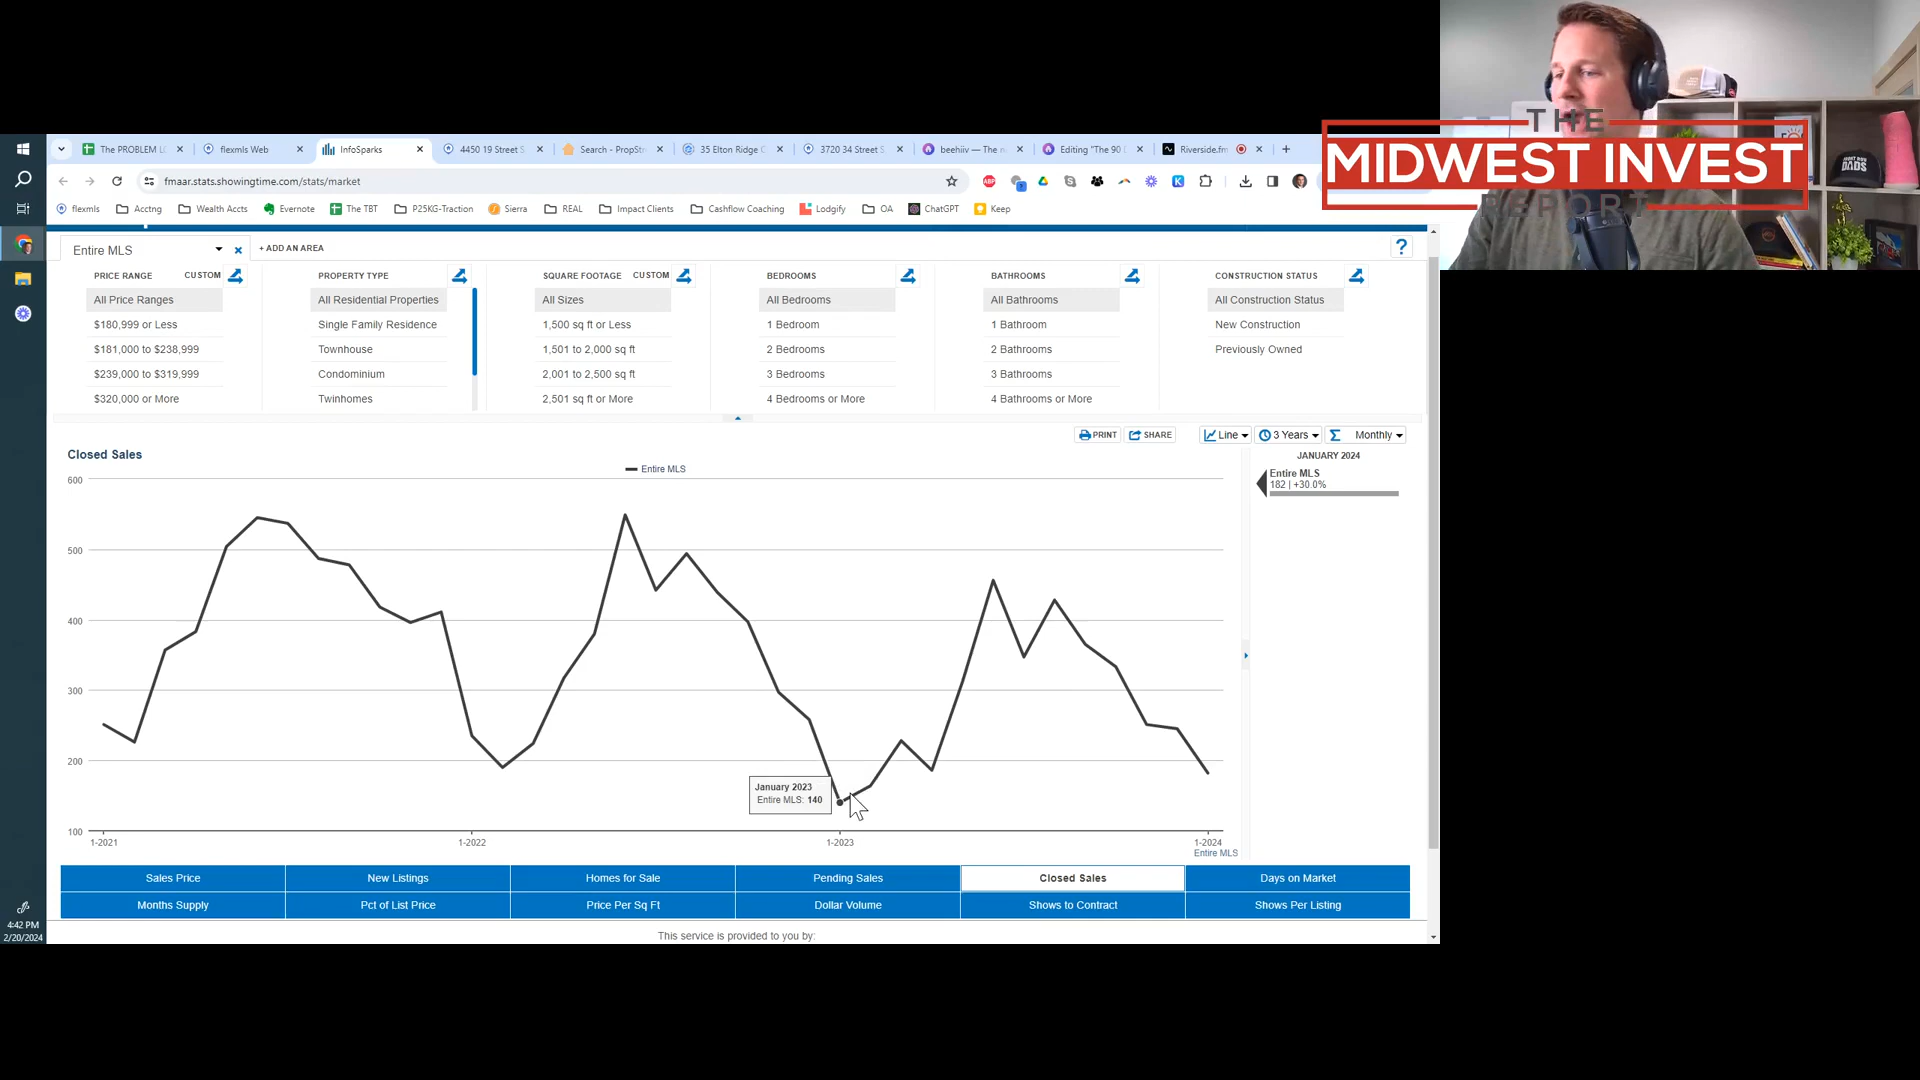 The PROBLEM L
flexmls Web
InfoSparks
4450 19 Street S
Search - PropStr
35 Elton Ridge C
3720 34 Street S
beehiiv — The n
Editing "The 90
Riverside.fm
THE
MIDWEST INVEST
REPORT
fmaar.stats.showingtime.com/stats/market
flexmls
Acctng
Wealth Accts
Evernote
The TBT
P25KG-Traction
Sierra
REAL
Impact Clients
Cashflow Coaching
Lodgify
OA
ChatGPT
Keep
Entire MLS
+ ADD AN AREA
?
PRICE RANGE CUSTOM
All Price Ranges
$180,999 or Less
$181,000 to $238,999
$239,000 to $319,999
$320,000 or More
PROPERTY TYPE
All Residential Properties
Single Family Residence
Townhouse
Condominium
Twinhomes
SQUARE FOOTAGE CUSTOM
All Sizes
1,500 sq ft or Less
1,501 to 2,000 sq ft
2,001 to 2,500 sq ft
2,501 sq ft or More
BEDROOMS
All Bedrooms
1 Bedroom
2 Bedrooms
3 Bedrooms
4 Bedrooms or More
BATHROOMS
All Bathrooms
1 Bathroom
2 Bathrooms
3 Bathrooms
4 Bathrooms or More
CONSTRUCTION STATUS
All Construction Status
New Construction
Previously Owned
PRINT
SHARE
Line
3 Years
Σ Monthly
Closed Sales
Entire MLS
JANUARY 2024
Entire MLS
182 | +30.0%
600
500
400
300
200
100
January 2023
Entire MLS: 140
1-2021
1-2022
1-2023
1-2024
Entire MLS
Sales Price
New Listings
Homes for Sale
Pending Sales
Closed Sales
Days on Market
Months Supply
Pct of List Price
Price Per Sq Ft
Dollar Volume
Shows to Contract
Shows Per Listing
This service is provided to you by:
4:42 PM
2/20/2024
DADS